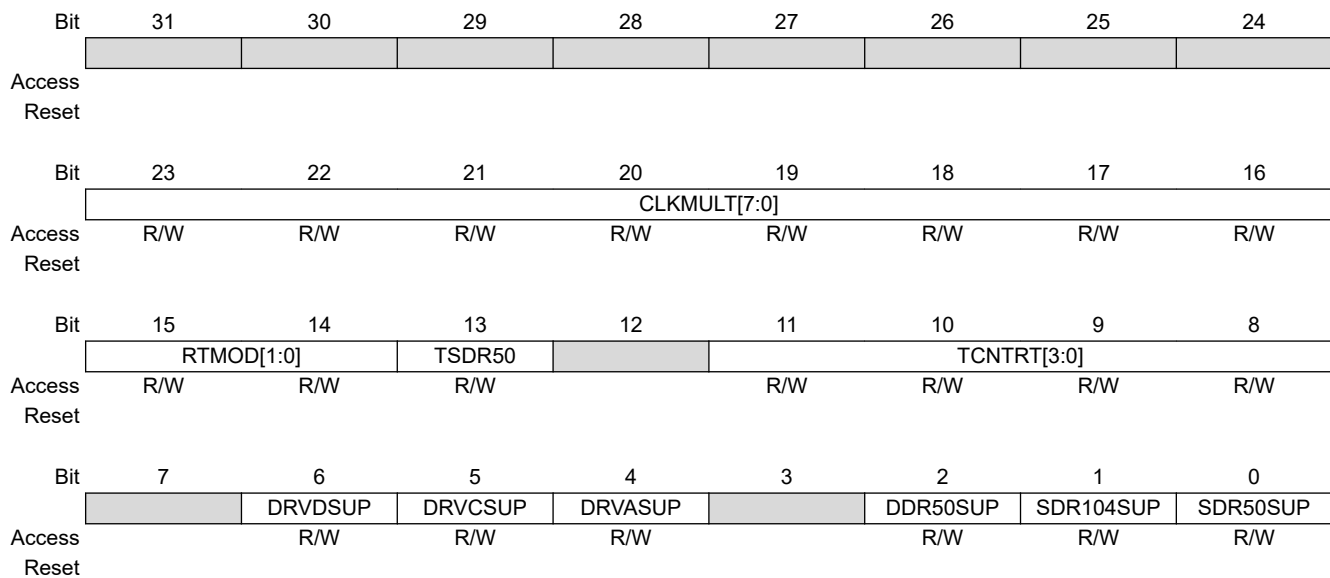 Bit 31 30 29 28 27 26 25 24
Access
Reset
Bit 23 22 21 20 19 18 17 16
CLKMULT[7:0]
Access R/W R/W R/W R/W R/W R/W R/W R/W
Reset
Bit 15 14 13 12 11 10 9 8
RTMOD[1:0] TSDR50 TCNTRT[3:0]
Access R/W R/W R/W R/W R/W R/W R/W
Reset
Bit 7 6 5 4 3 2 1 0
DRVDSUP DRVCSUP DRVASUP DDR50SUP SDR104SUP SDR50SUP
Access R/W R/W R/W R/W R/W R/W
Reset